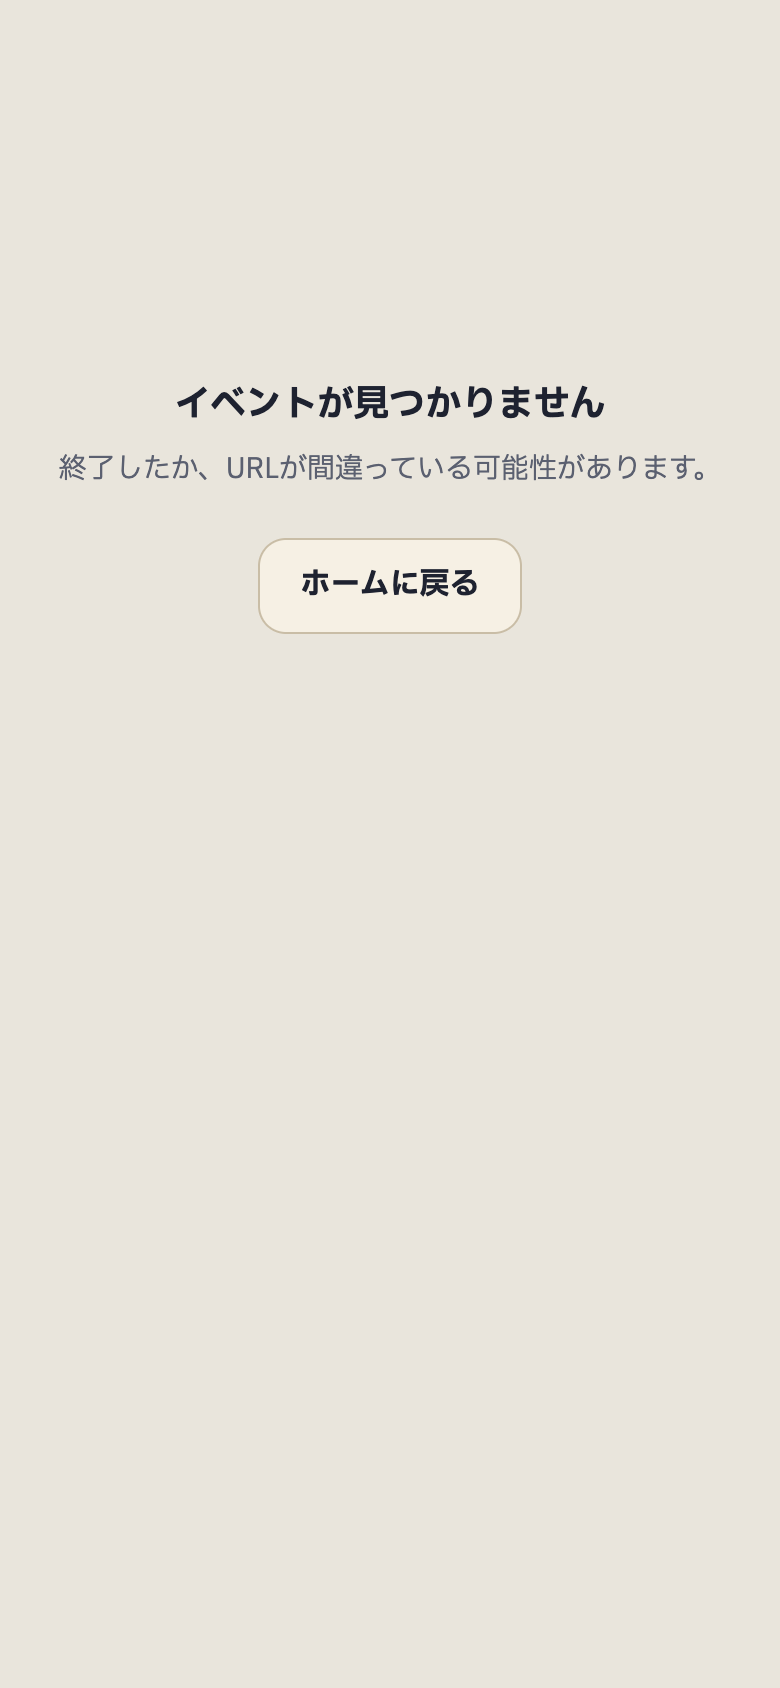 イベントが見つかりません
終了したか、URLが間違っている可能性があります。
ホームに戻る